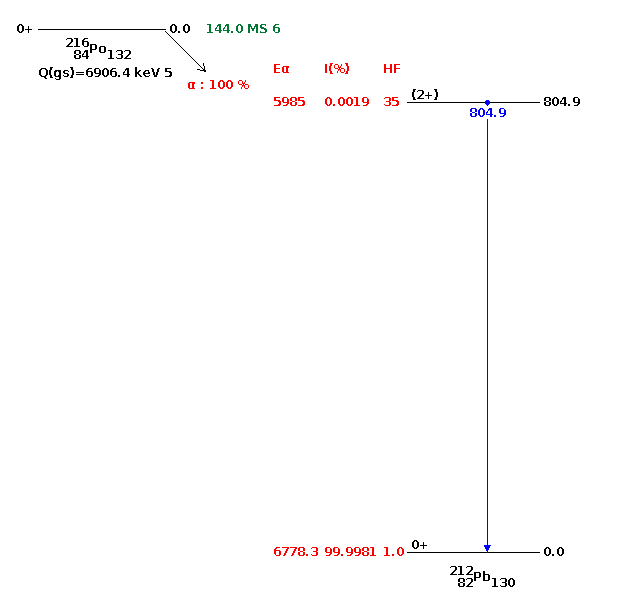 0+ 0.0 144.0 MS 6
216
84Po132
Q(gs)=6906.4 keV 5
α : 100 %
Eα I(%) HF
5985 0.0019 35 (2+) 804.9
804.9
6778.3 99.9981 1.0 0+ 0.0
212
82Pb130